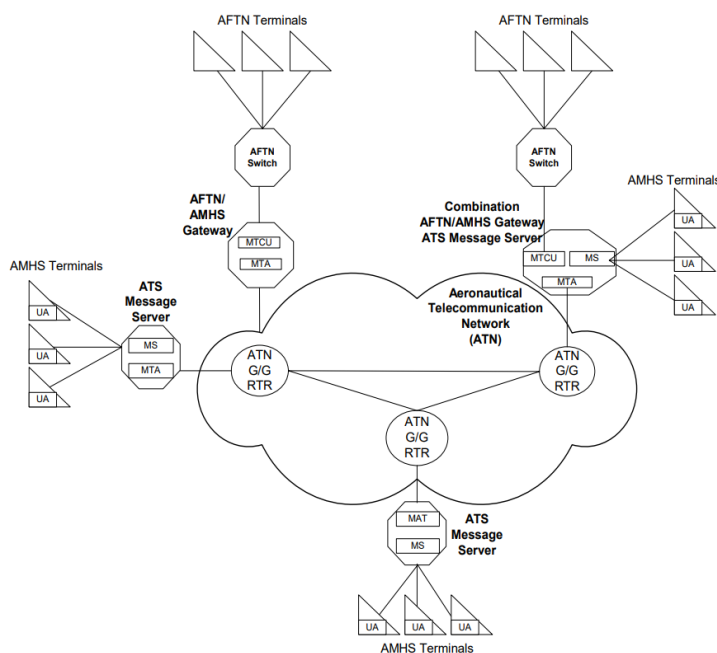 AFTN Terminals
AFTN Terminals
AFTN
Switch
AFTN
Switch
AFTN/
AMHS
Gateway
MTCU
MTA
Combination
AFTN/AMHS Gateway
ATS Message Server
MTCU
MS
MTA
AMHS Terminals
UA
UA
UA
AMHS Terminals
UA
UA
UA
ATS
Message
Server
MS
MTA
Aeronautical
Telecommunication
Network
(ATN)
ATN
G/G
RTR
ATN
G/G
RTR
ATN
G/G
RTR
MAT
MS
ATS
Message
Server
UA
UA
UA
AMHS Terminals